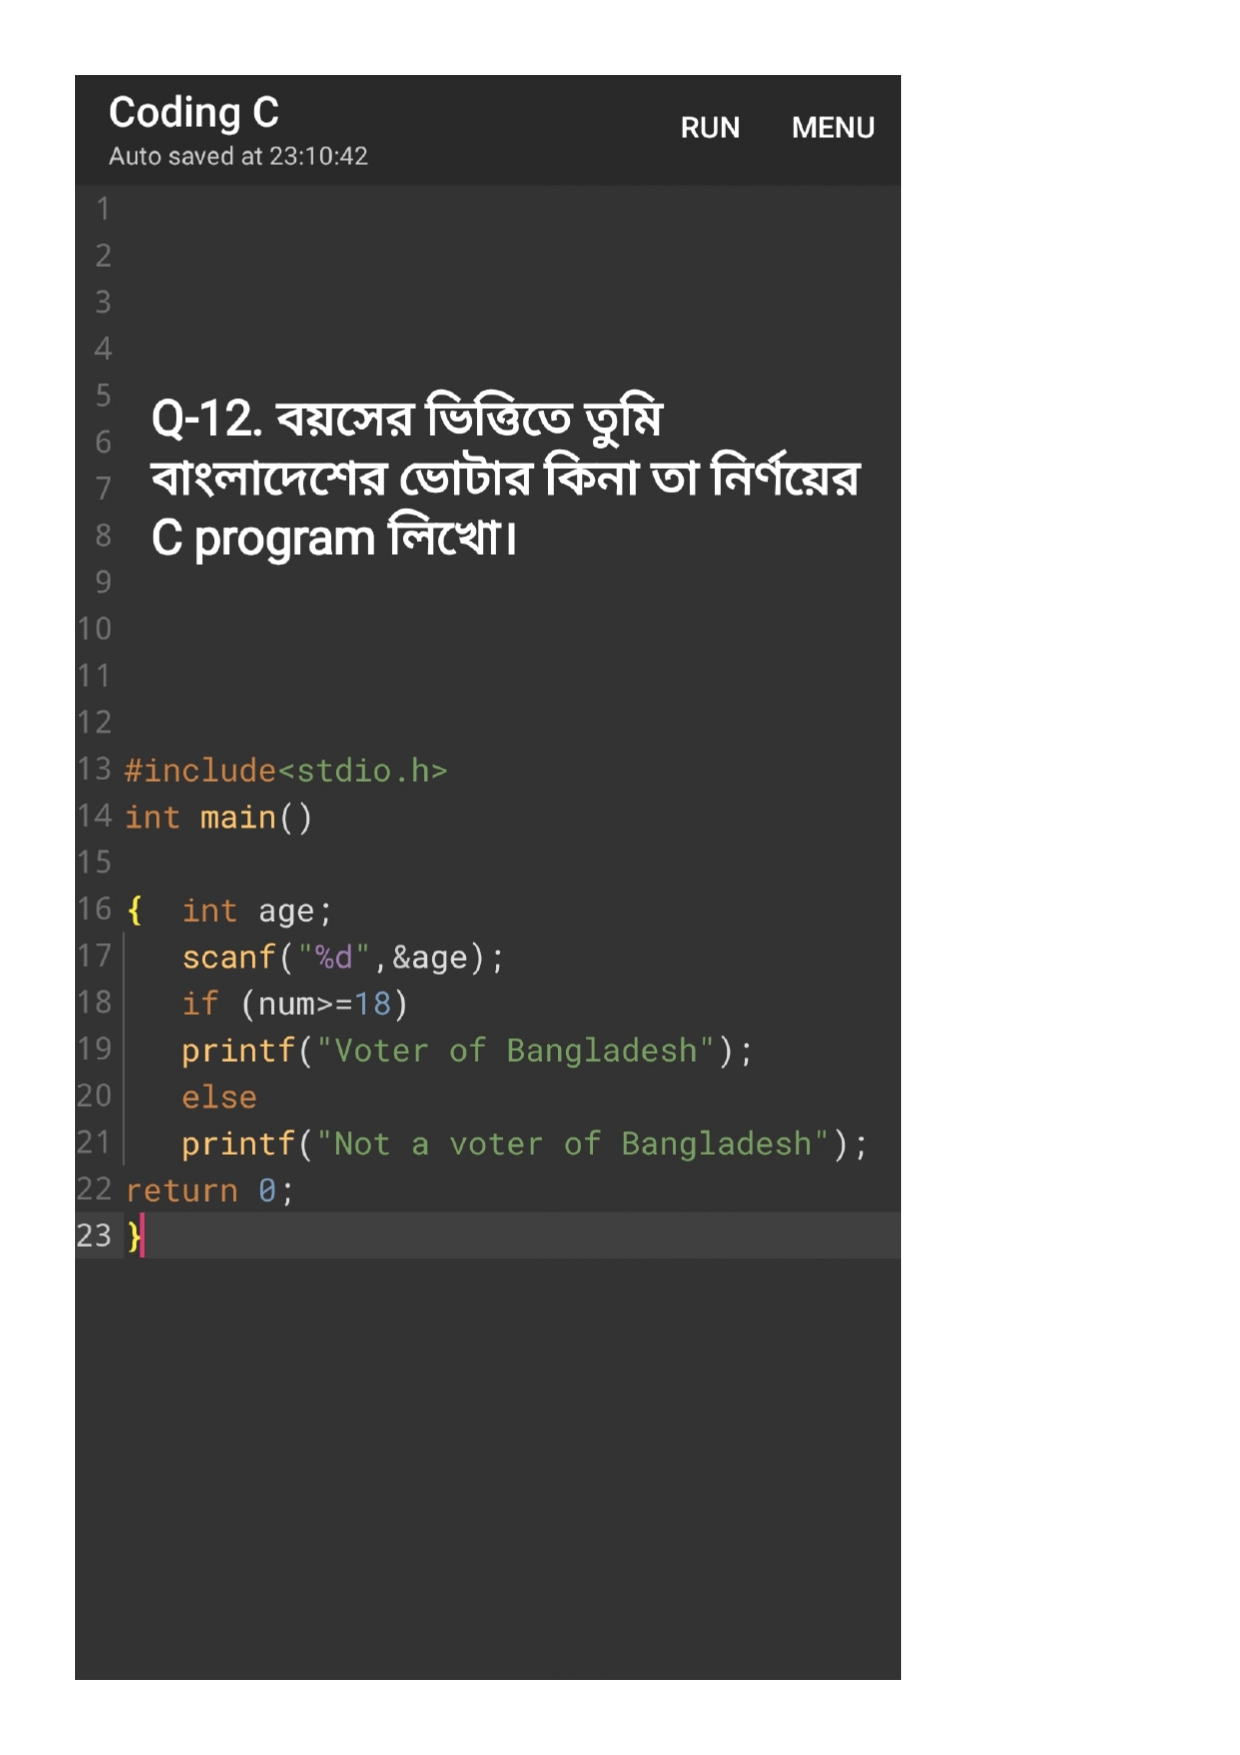 Coding C
Auto saved at 23:10:42
RUN MENU
1
2
3
4
5
6
7
8
9
10
11
12
Q-12. বয়সের ভিত্তিতে তুমি
বাংলাদেশের ভোটার কিনা তা নির্ণয়ের
C program লিখো।
13 #include<stdio.h>
14 int main()
15
16 { int age;
17 scanf("%d",&age);
18 if (num>=18)
19 printf("Voter of Bangladesh");
20 else
21 printf("Not a voter of Bangladesh");
22 return 0;
23 }